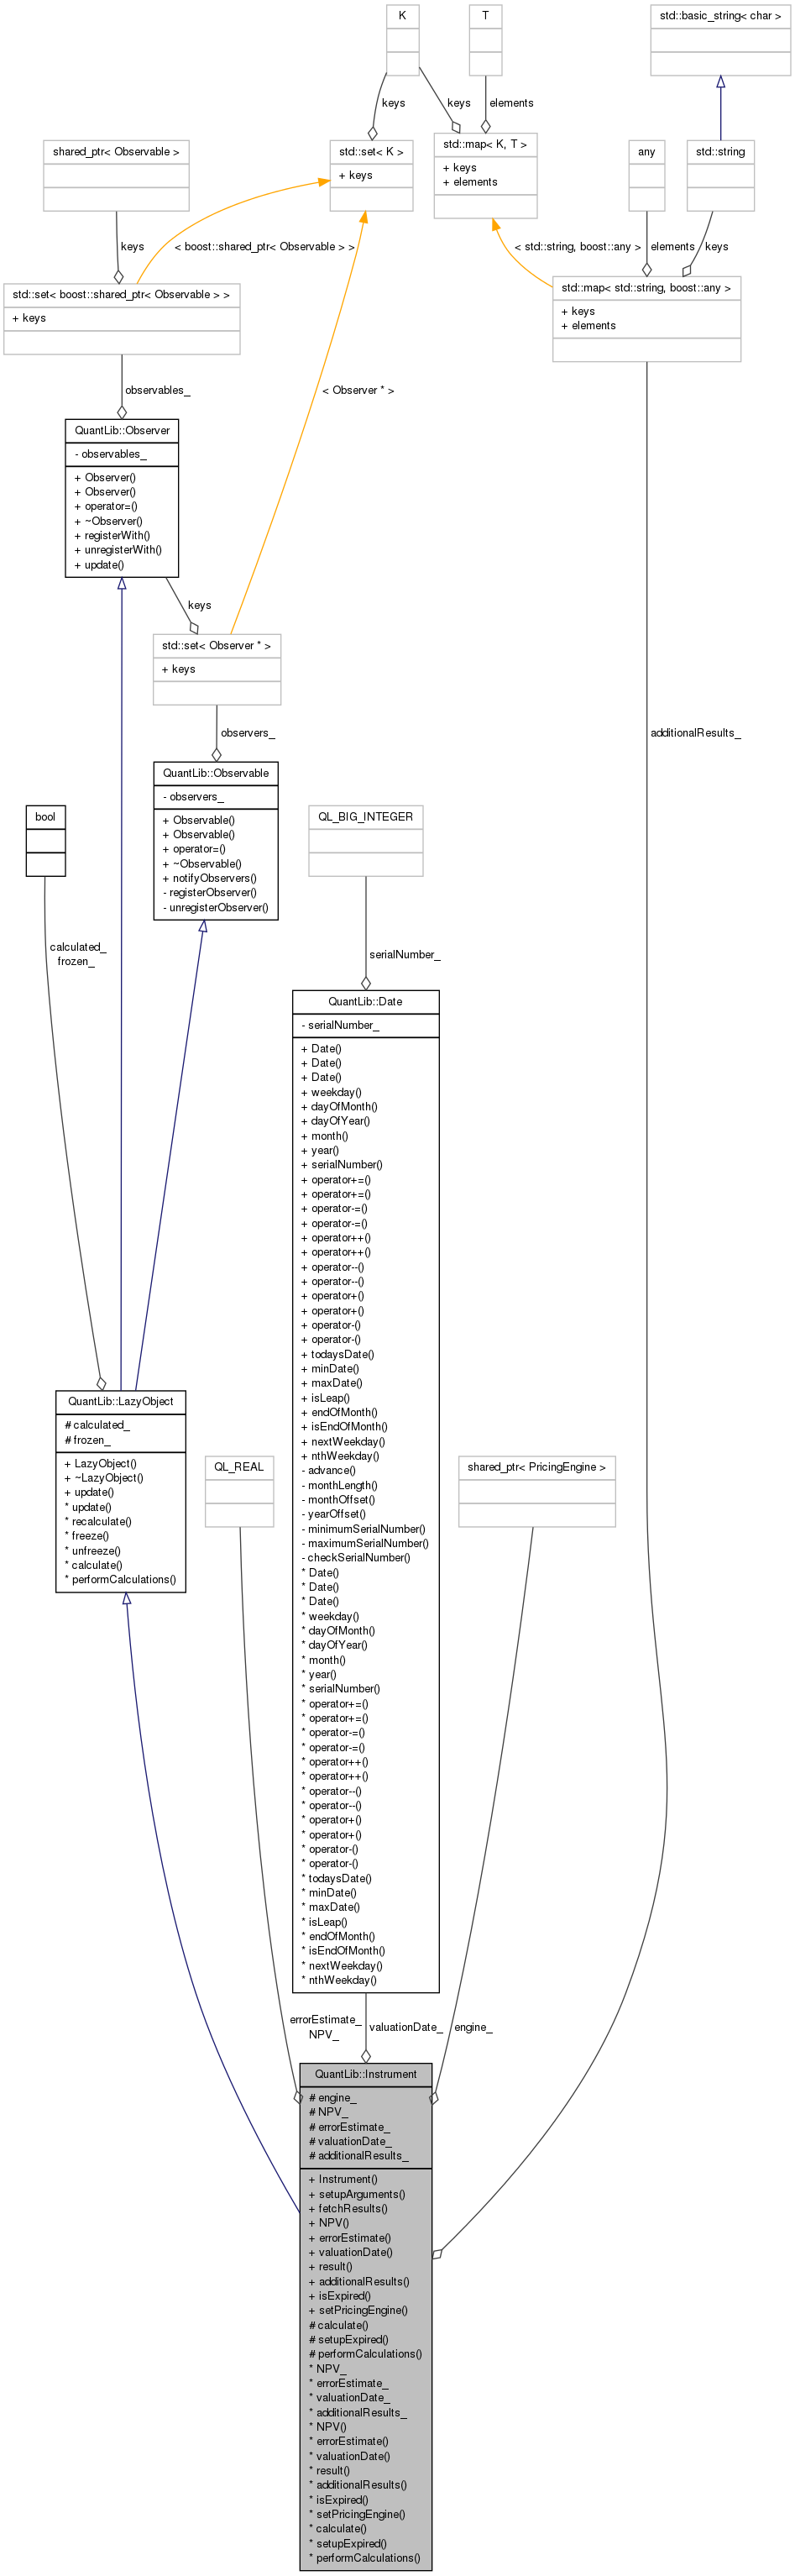 K
T
std::basic_string< char >
keys
keys
elements
shared_ptr< Observable >
std::set< K >
+ keys
std::map< K, T >
+ keys
+ elements
any
std::string
keys
< boost::shared_ptr< Observable > >
< std::string, boost::any >
elements
keys
std::set< boost::shared_ptr< Observable > >
+ keys
std::map< std::string, boost::any >
+ keys
+ elements
observables_
< Observer * >
QuantLib::Observer
- observables_
+ Observer()
+ Observer()
+ operator=()
+ ~Observer()
+ registerWith()
+ unregisterWith()
+ update()
keys
std::set< Observer * >
+ keys
observers_
additionalResults_
QuantLib::Observable
- observers_
+ Observable()
+ Observable()
+ operator=()
+ ~Observable()
+ notifyObservers()
- registerObserver()
- unregisterObserver()
bool
QL_BIG_INTEGER
calculated_
frozen_
serialNumber_
QuantLib::Date
- serialNumber_
+ Date()
+ Date()
+ Date()
+ weekday()
+ dayOfMonth()
+ dayOfYear()
+ month()
+ year()
+ serialNumber()
+ operator+=()
+ operator+=()
+ operator-=()
+ operator-=()
+ operator++()
+ operator++()
+ operator--()
+ operator--()
+ operator+()
+ operator+()
+ operator-()
+ operator-()
+ todaysDate()
+ minDate()
+ maxDate()
+ isLeap()
+ endOfMonth()
+ isEndOfMonth()
+ nextWeekday()
+ nthWeekday()
- advance()
- monthLength()
- monthOffset()
- yearOffset()
- minimumSerialNumber()
- maximumSerialNumber()
- checkSerialNumber()
* Date()
* Date()
* Date()
* weekday()
* dayOfMonth()
* dayOfYear()
* month()
* year()
* serialNumber()
* operator+=()
* operator+=()
* operator-=()
* operator-=()
* operator++()
* operator++()
* operator--()
* operator--()
* operator+()
* operator+()
* operator-()
* operator-()
* todaysDate()
* minDate()
* maxDate()
* isLeap()
* endOfMonth()
* isEndOfMonth()
* nextWeekday()
* nthWeekday()
QuantLib::LazyObject
# calculated_
# frozen_
+ LazyObject()
+ ~LazyObject()
+ update()
* update()
* recalculate()
* freeze()
* unfreeze()
* calculate()
* performCalculations()
QL_REAL
shared_ptr< PricingEngine >
errorEstimate_
NPV_
valuationDate_
engine_
QuantLib::Instrument
# engine_
# NPV_
# errorEstimate_
# valuationDate_
# additionalResults_
+ Instrument()
+ setupArguments()
+ fetchResults()
+ NPV()
+ errorEstimate()
+ valuationDate()
+ result()
+ additionalResults()
+ isExpired()
+ setPricingEngine()
# calculate()
# setupExpired()
# performCalculations()
* NPV_
* errorEstimate_
* valuationDate_
* additionalResults_
* NPV()
* errorEstimate()
* valuationDate()
* result()
* additionalResults()
* isExpired()
* setPricingEngine()
* calculate()
* setupExpired()
* performCalculations()